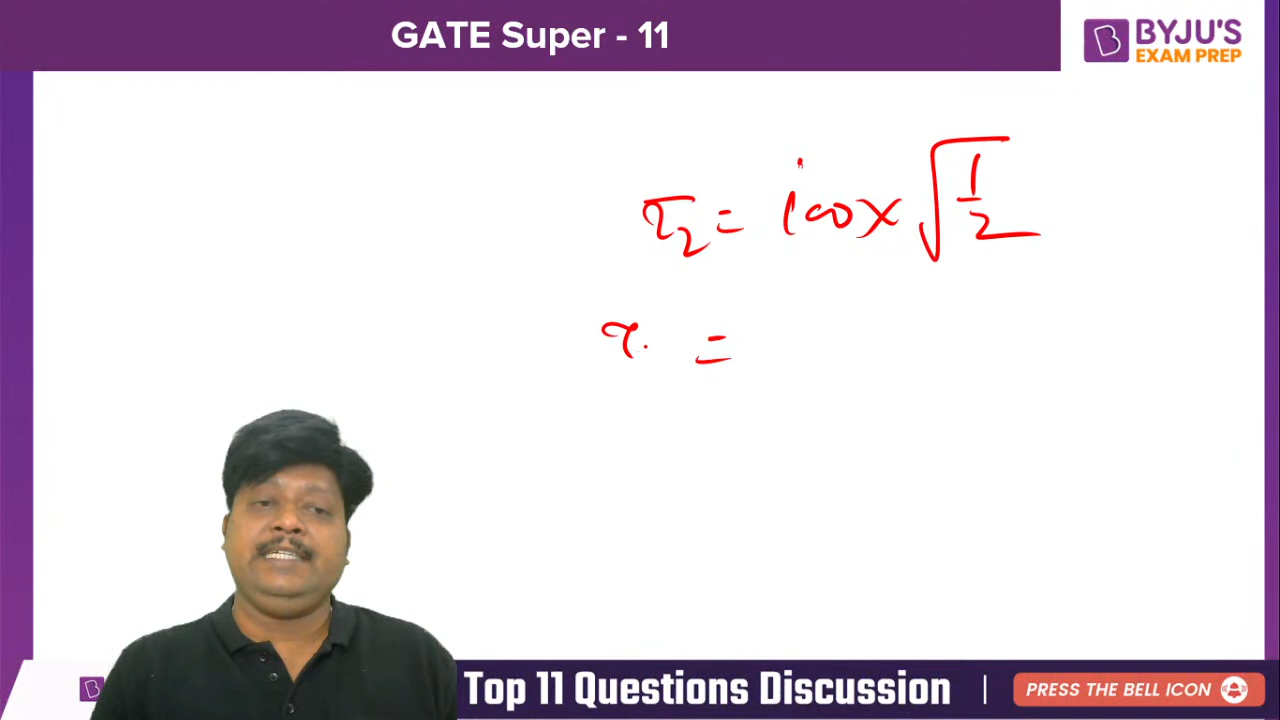 GATE Super - 11
BYJU'S
EXAM PREP
τ₂ = 100 × √(1/2)
τ. =
Top 11 Questions Discussion
PRESS THE BELL ICON